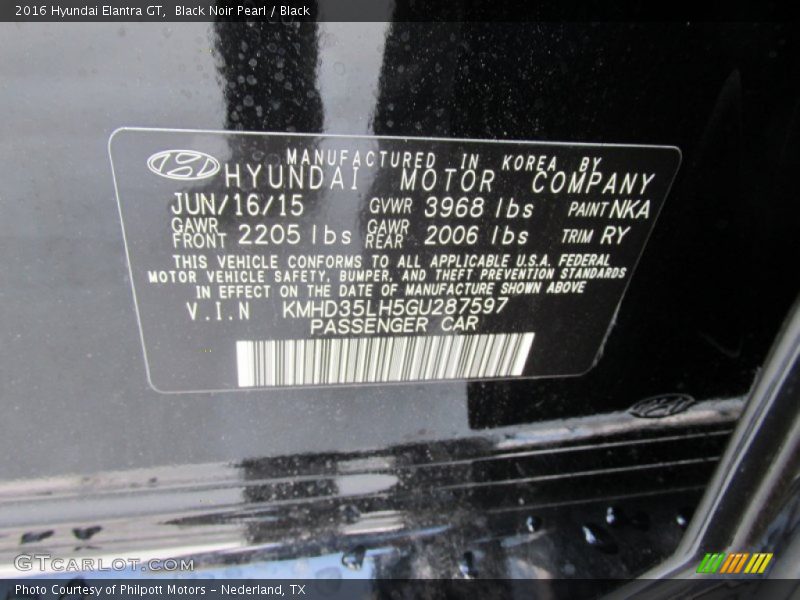 2016 Hyundai Elantra GT,  Black Noir Pearl / Black
MANUFACTURED IN KOREA BY
HYUNDAI MOTOR COMPANY
JUN/16/15 GVWR 3968 lbs PAINT NKA
GAWR FRONT 2205 lbs GAWR REAR 2006 lbs TRIM RY
THIS VEHICLE CONFORMS TO ALL APPLICABLE U.S.A. FEDERAL
MOTOR VEHICLE SAFETY, BUMPER, AND THEFT PREVENTION STANDARDS
IN EFFECT ON THE DATE OF MANUFACTURE SHOWN ABOVE
V.I.N KMHD35LH5GU287597
PASSENGER CAR
GTCARLOT.COM
Photo Courtesy of Philpott Motors - Nederland, TX